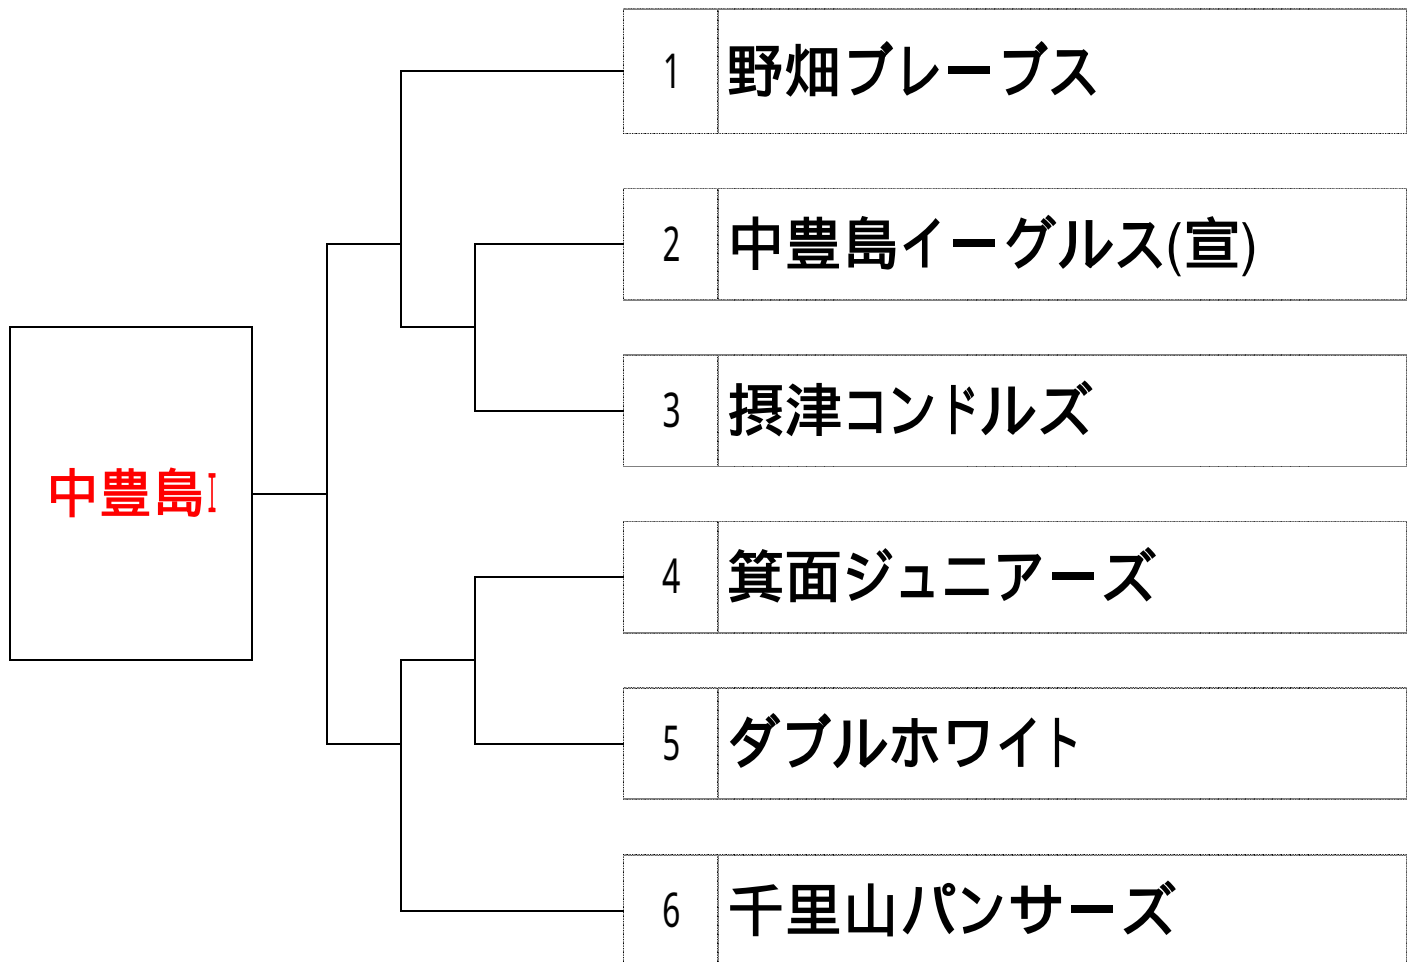 1 野畑ブレーブス
2 中豊島イーグルス(宣)
3 摂津コンドルズ
中豊島I
4 箕面ジュニアーズ
5 ダブルホワイト
6 千里山パンサーズ